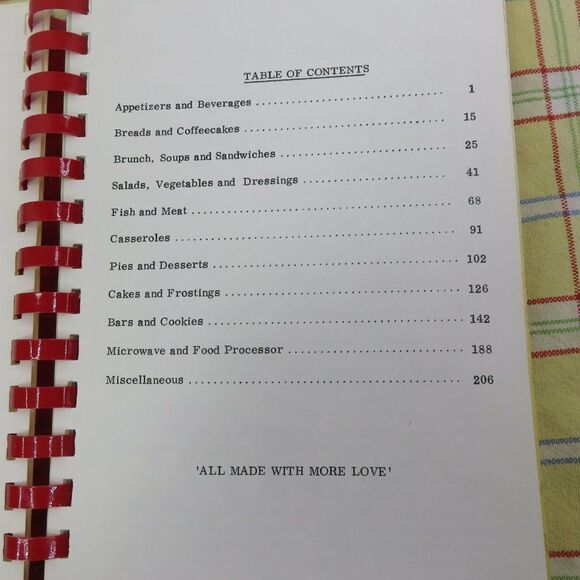 TABLE OF CONTENTS
Appetizers and Beverages ............................... 1
Breads and Coffeecakes ................................ 15
Brunch, Soups and Sandwiches ......................... 25
Salads, Vegetables and Dressings ...................... 41
Fish and Meat ......................................... 68
Casseroles ............................................ 91
Pies and Desserts ..................................... 102
Cakes and Frostings ................................... 126
Bars and Cookies ...................................... 142
Microwave and Food Processor .......................... 188
Miscellaneous ......................................... 206
'ALL MADE WITH MORE LOVE'